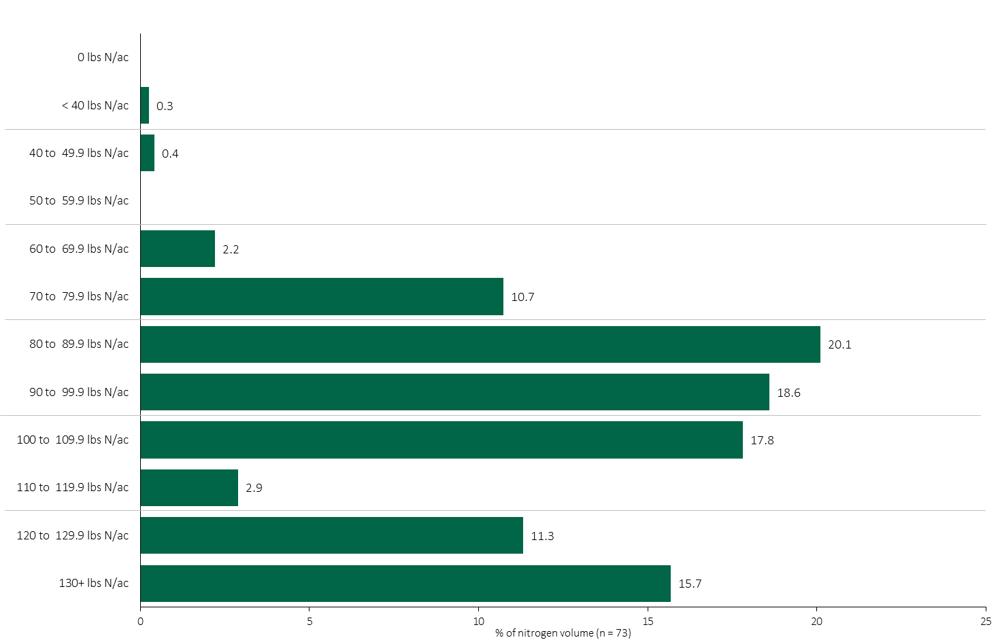 0 lbs N/ac
< 40 lbs N/ac
0.3
40 to  49.9 lbs N/ac
0.4
50 to  59.9 lbs N/ac
60 to  69.9 lbs N/ac
2.2
70 to  79.9 lbs N/ac
10.7
80 to  89.9 lbs N/ac
20.1
90 to  99.9 lbs N/ac
18.6
100 to  109.9 lbs N/ac
17.8
110 to  119.9 lbs N/ac
2.9
120 to  129.9 lbs N/ac
11.3
130+ lbs N/ac
15.7
0 5 10 15 20 25
% of nitrogen volume (n = 73)